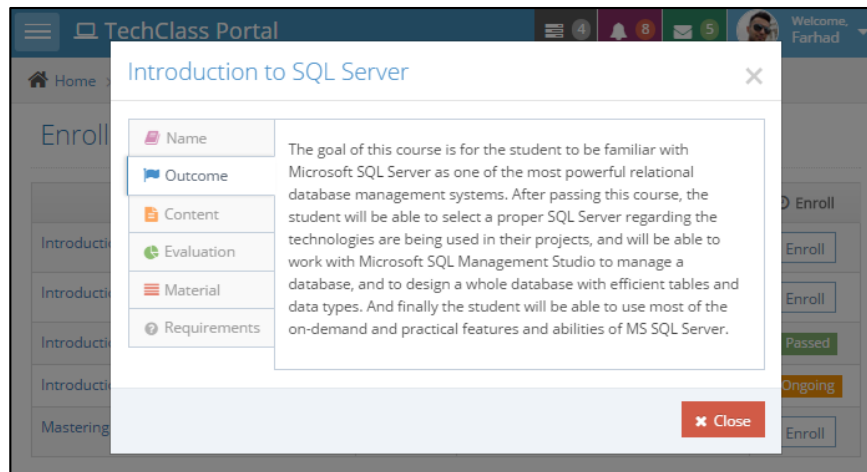 TechClass Portal
4
8
5
Welcome,
Farhad
Home
Introduction to SQL Server
×
Enroll
Name
Outcome
Content
Evaluation
Material
Requirements
The goal of this course is for the student to be familiar with
Microsoft SQL Server as one of the most powerful relational
database management systems. After passing this course, the
student will be able to select a proper SQL Server regarding the
technologies are being used in their projects, and will be able to
work with Microsoft SQL Management Studio to manage a
database, and to design a whole database with efficient tables and
data types. And finally the student will be able to use most of the
on-demand and practical features and abilities of MS SQL Server.
Enroll
Introducti
Enroll
Introducti
Enroll
Introducti
Passed
Introducti
Ongoing
Mastering
Enroll
Close